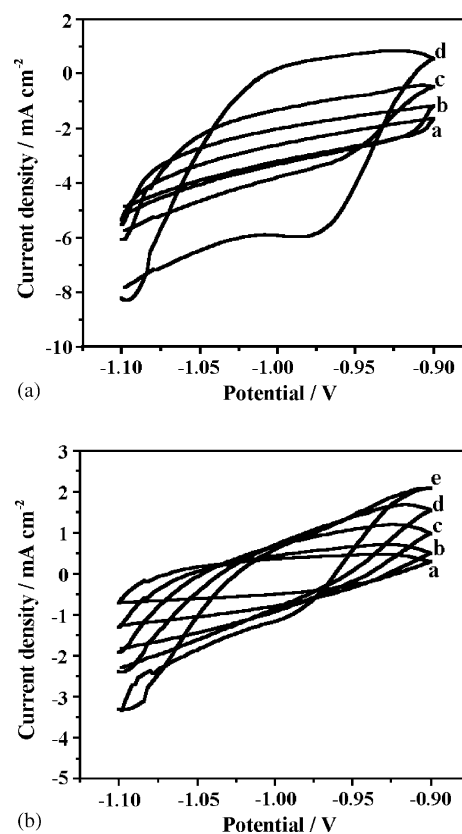 2
0
-2
-4
-6
-8
-10
Current density / mA cm-2
d
c
b
a
-1.10 -1.05 -1.00 -0.95 -0.90
Potential / V
(a)
3
2
1
0
-1
-2
-3
-4
-5
Current density / mA cm-2
e
d
c
b
a
-1.10 -1.05 -1.00 -0.95 -0.90
Potential / V
(b)